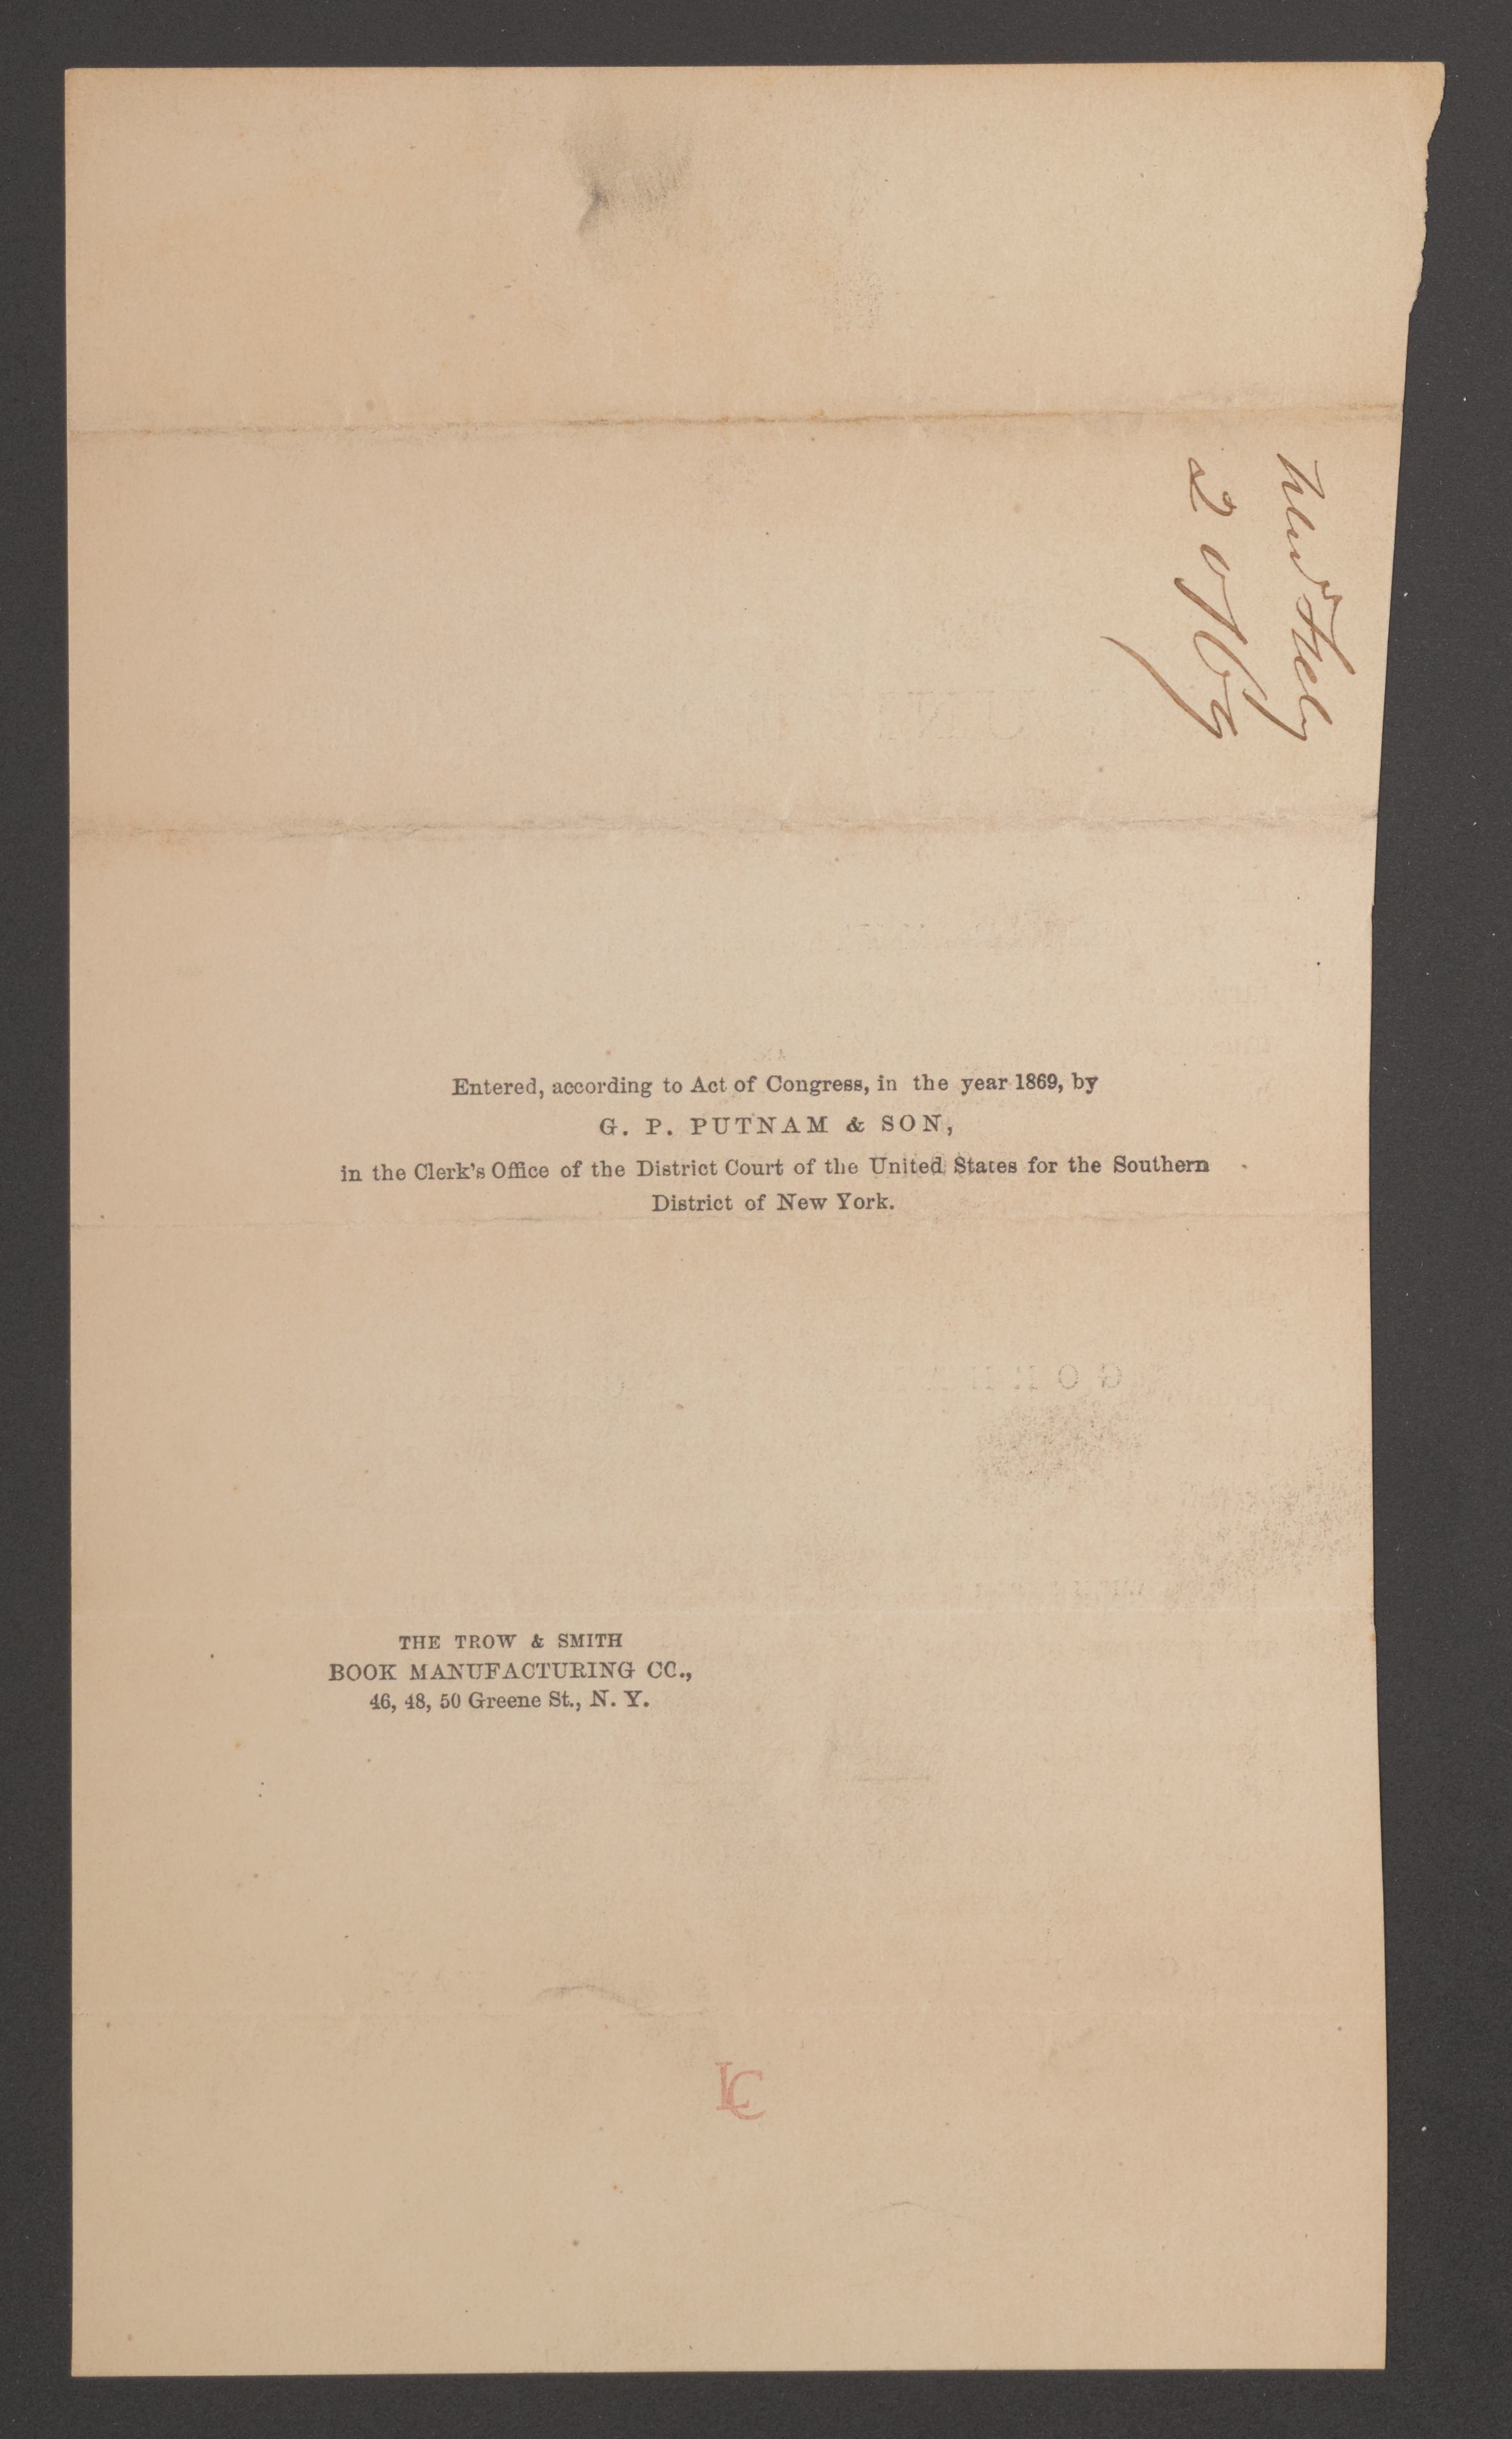 Entered, according to Act of Congress, in the year 1869, by
G. P. PUTNAM & SON,
in the Clerk's Office of the District Court of the United States for the Southern
District of New York.
THE TROW & SMITH
BOOK MANUFACTURING CO.,
46, 48, 50 Greene St., N. Y.
LC